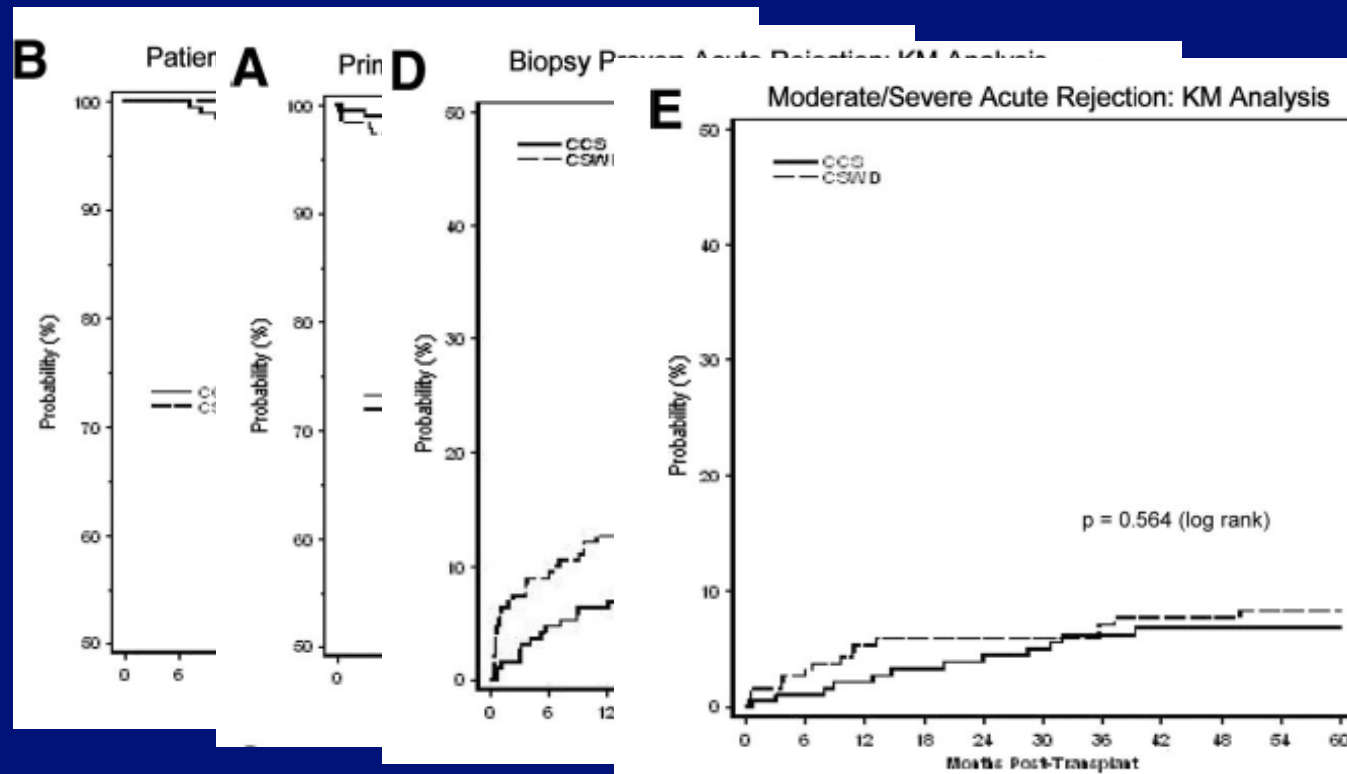 B
Patien
100
90
80
70
60
50
Probability (%)
0 6
A
Prin
100
90
80
70
60
50
Probability (%)
0
D
Biopsy Proven Acute Rejection: KM Analysis
50
40
30
20
10
0
Probability (%)
CCS
0 6 12
E
Moderate/Severe Acute Rejection: KM Analysis
50
40
30
20
10
0
Probability (%)
CCS
CSWD
p = 0.564 (log rank)
0 6 12 18 24 30 36 42 48 54 60
Months Post-Transplant